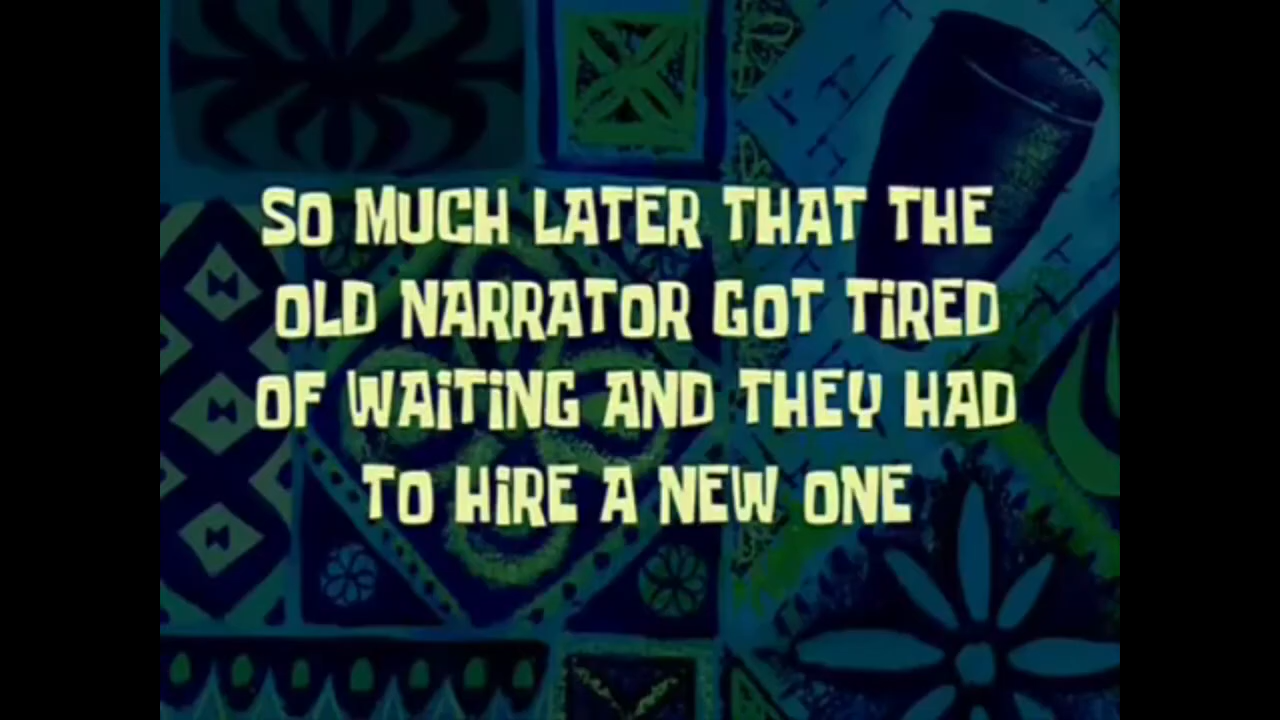 SO MUCH LATER THAT THE
OLD NARRATOR GOT TiRED
OF WAiTiNG AND THEY HAD
TO HiRE A NEW ONE